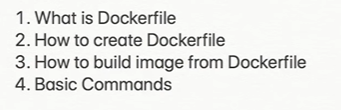 1. What is Dockerfile
2. How to create Dockerfile
3. How to build image from Dockerfile
4. Basic Commands